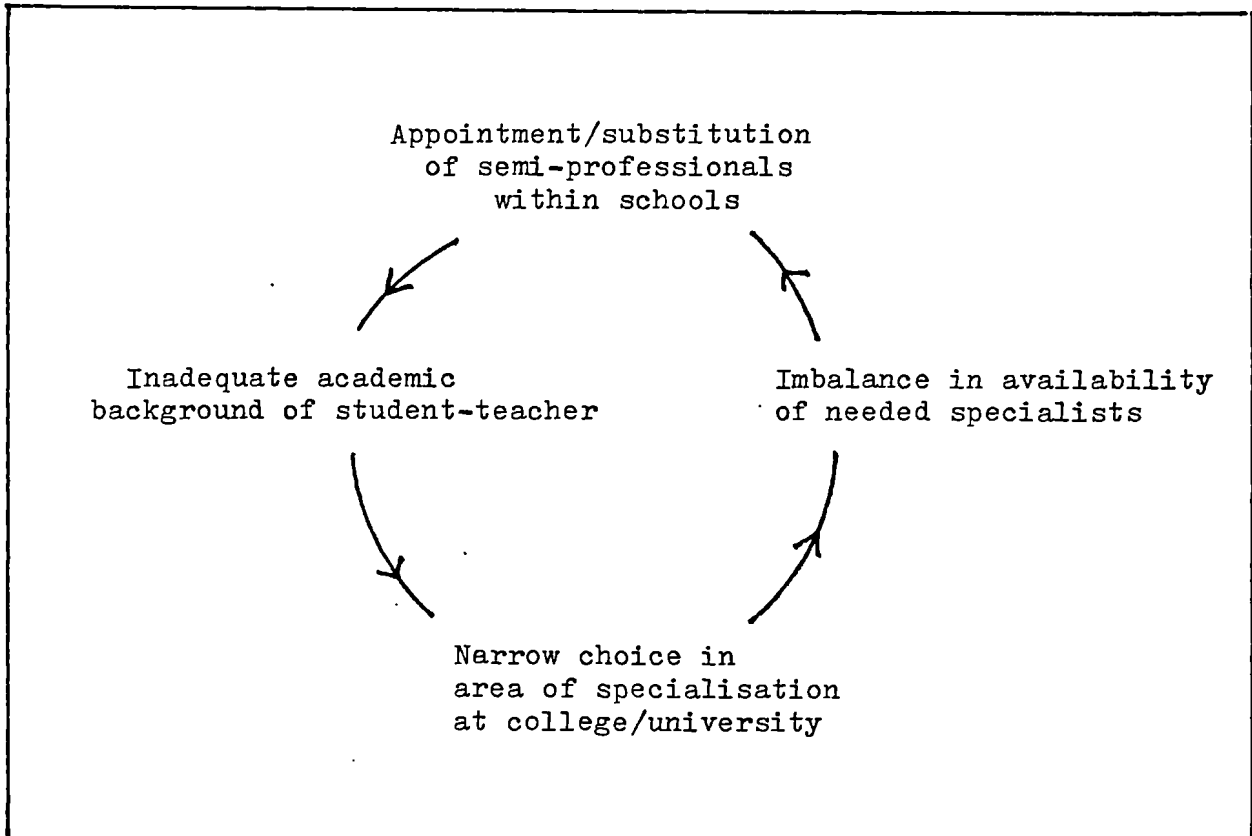 Appointment/substitution
of semi-professionals
within schools
Inadequate academic
background of student-teacher
Imbalance in availability
of needed specialists
Narrow choice in
area of specialisation
at college/university